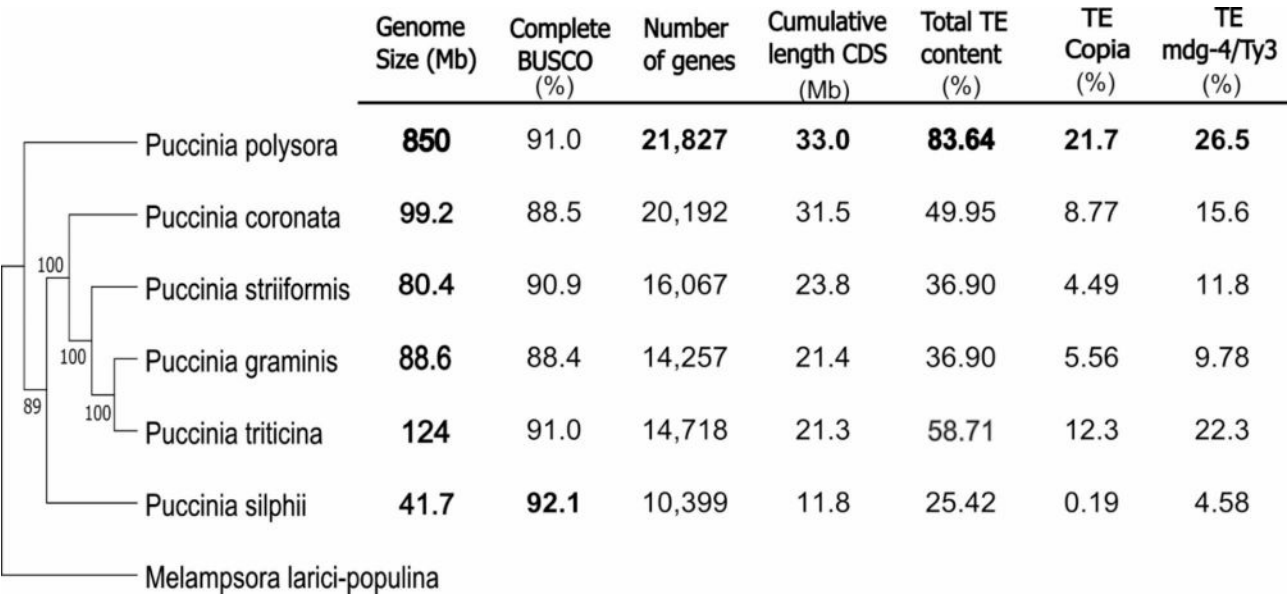 Genome Size (Mb) Complete BUSCO (%) Number of genes Cumulative length CDS (Mb) Total TE content (%) TE Copia (%) TE mdg-4/Ty3 (%)
Puccinia polysora 850 91.0 21,827 33.0 83.64 21.7 26.5
Puccinia coronata 99.2 88.5 20,192 31.5 49.95 8.77 15.6
100
Puccinia striiformis 80.4 90.9 16,067 23.8 36.90 4.49 11.8
100
Puccinia graminis 88.6 88.4 14,257 21.4 36.90 5.56 9.78
89
100
Puccinia triticina 124 91.0 14,718 21.3 58.71 12.3 22.3
Puccinia silphii 41.7 92.1 10,399 11.8 25.42 0.19 4.58
Melampsora larici-populina